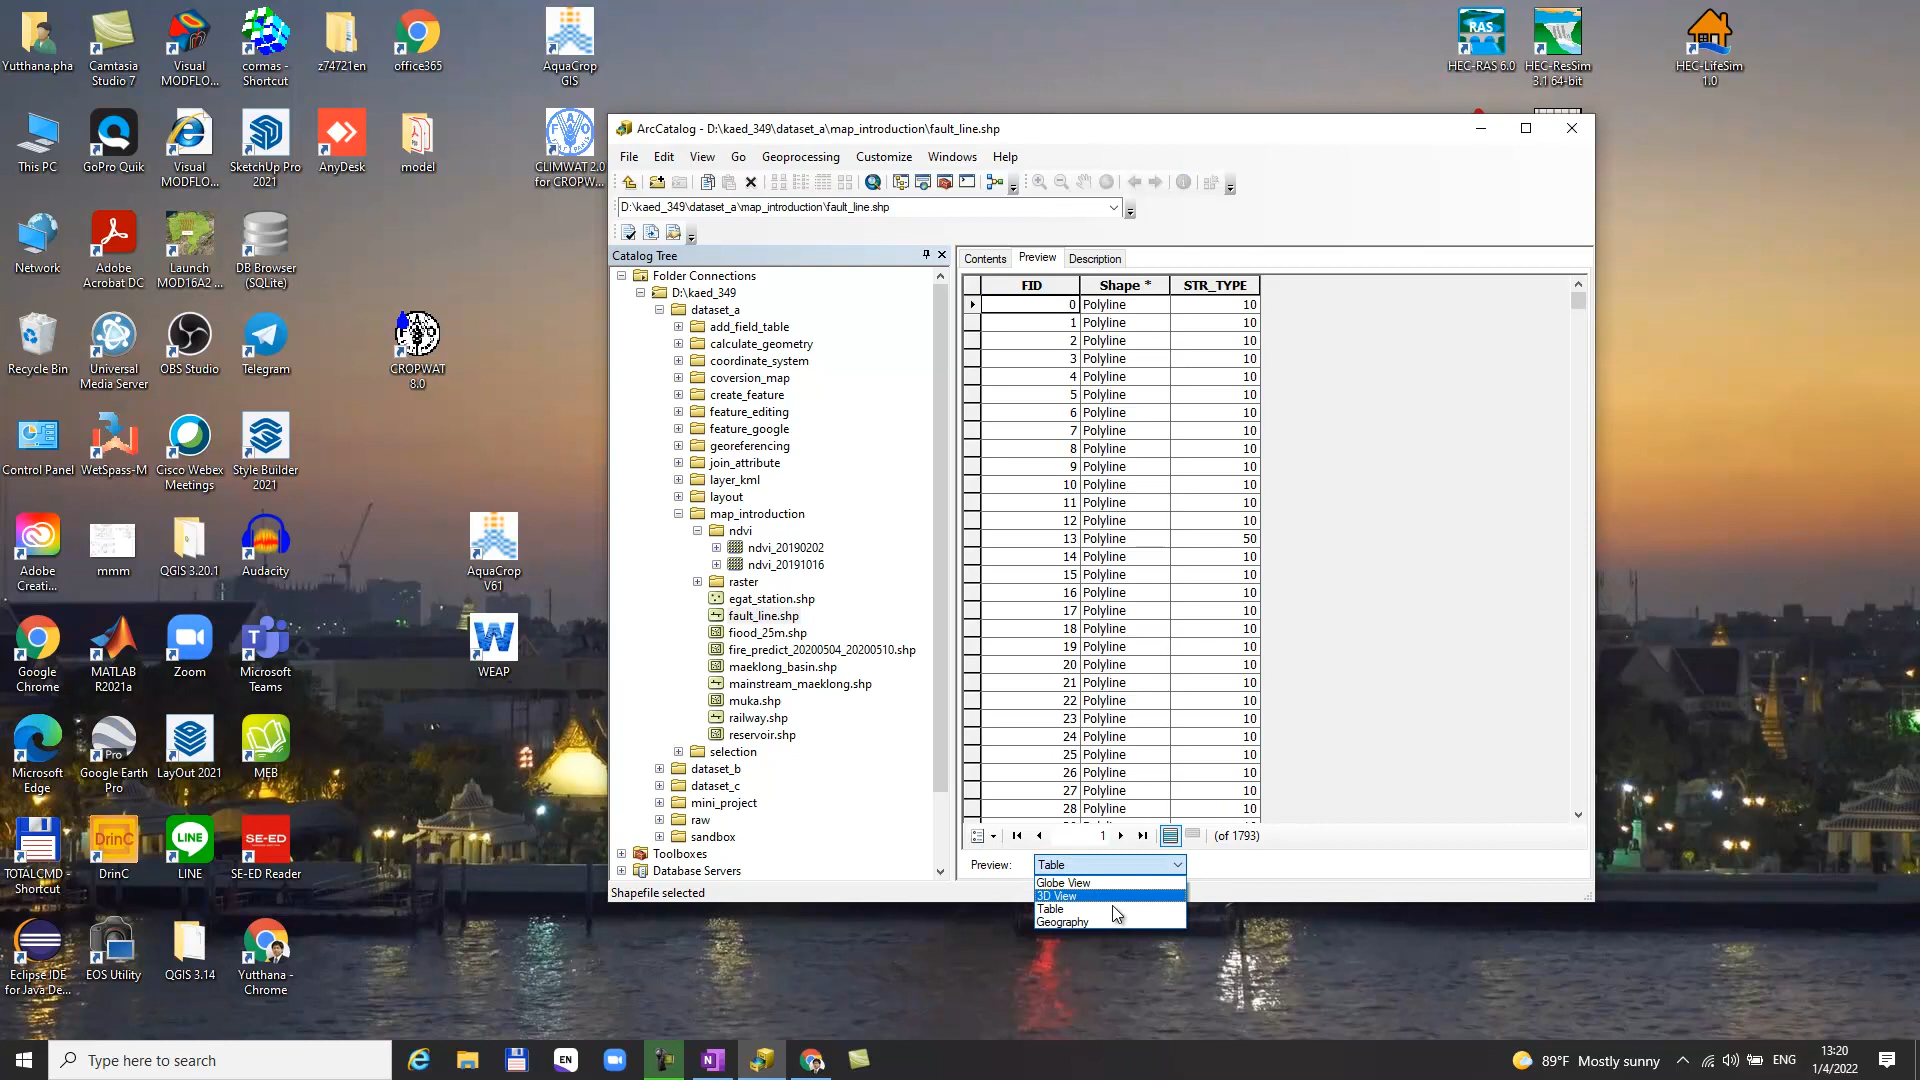 Yutthana.pha
Camtasia
Studio 7
Visual
MODFLO...
cormas -
Shortcut
z74721en
office365
AquaCrop
GIS
HEC-RAS 6.0
HEC-ResSim
3.1 64-bit
HEC-LifeSim
1.0
This PC
GoPro Quik
Visual
MODFLO...
SketchUp Pro
2021
AnyDesk
model
CLIMWAT 2.0
for CROPW...
Network
Adobe
Acrobat DC
Launch
MOD16A2 ...
DB Browser
(SQLite)
Recycle Bin
Universal
Media Server
OBS Studio
Telegram
CROPWAT
8.0
Control Panel
WetSpass-M
Cisco Webex
Meetings
Style Builder
2021
Adobe
Creati...
mmm
QGIS 3.20.1
Audacity
AquaCrop
V61
Google
Chrome
MATLAB
R2021a
Zoom
Microsoft
Teams
WEAP
Microsoft
Edge
Pro
Google Earth
Pro
LayOut 2021
MEB
TOTALCMD -
Shortcut
DrinC
DrinC
LINE
LINE
SE-ED
SE-ED Reader
Eclipse IDE
for Java De...
EOS Utility
QGIS 3.14
Yutthana -
Chrome
ArcCatalog - D:\kaed_349\dataset_a\map_introduction\fault_line.shp
File Edit View Go Geoprocessing Customize Windows Help
D:\kaed_349\dataset_a\map_introduction\fault_line.shp
Catalog Tree
Folder Connections
D:\kaed_349
dataset_a
add_field_table
calculate_geometry
coordinate_system
coversion_map
create_feature
feature_editing
feature_google
georeferencing
join_attribute
layer_kml
layout
map_introduction
ndvi
ndvi_20190202
ndvi_20191016
raster
egat_station.shp
fault_line.shp
flood_25m.shp
fire_predict_20200504_20200510.shp
maeklong_basin.shp
mainstream_maeklong.shp
muka.shp
railway.shp
reservoir.shp
selection
dataset_b
dataset_c
mini_project
raw
sandbox
Toolboxes
Database Servers
Shapefile selected
Contents Preview Description
FID Shape * STR_TYPE
0 Polyline 10
1 Polyline 10
2 Polyline 10
3 Polyline 10
4 Polyline 10
5 Polyline 10
6 Polyline 10
7 Polyline 10
8 Polyline 10
9 Polyline 10
10 Polyline 10
11 Polyline 10
12 Polyline 10
13 Polyline 50
14 Polyline 10
15 Polyline 10
16 Polyline 10
17 Polyline 10
18 Polyline 10
19 Polyline 10
20 Polyline 10
21 Polyline 10
22 Polyline 10
23 Polyline 10
24 Polyline 10
25 Polyline 10
26 Polyline 10
27 Polyline 10
28 Polyline 10
1 (of 1793)
Preview: Table
Globe View
3D View
Table
Geography
Type here to search
EN
89°F Mostly sunny
ENG
13:20
1/4/2022